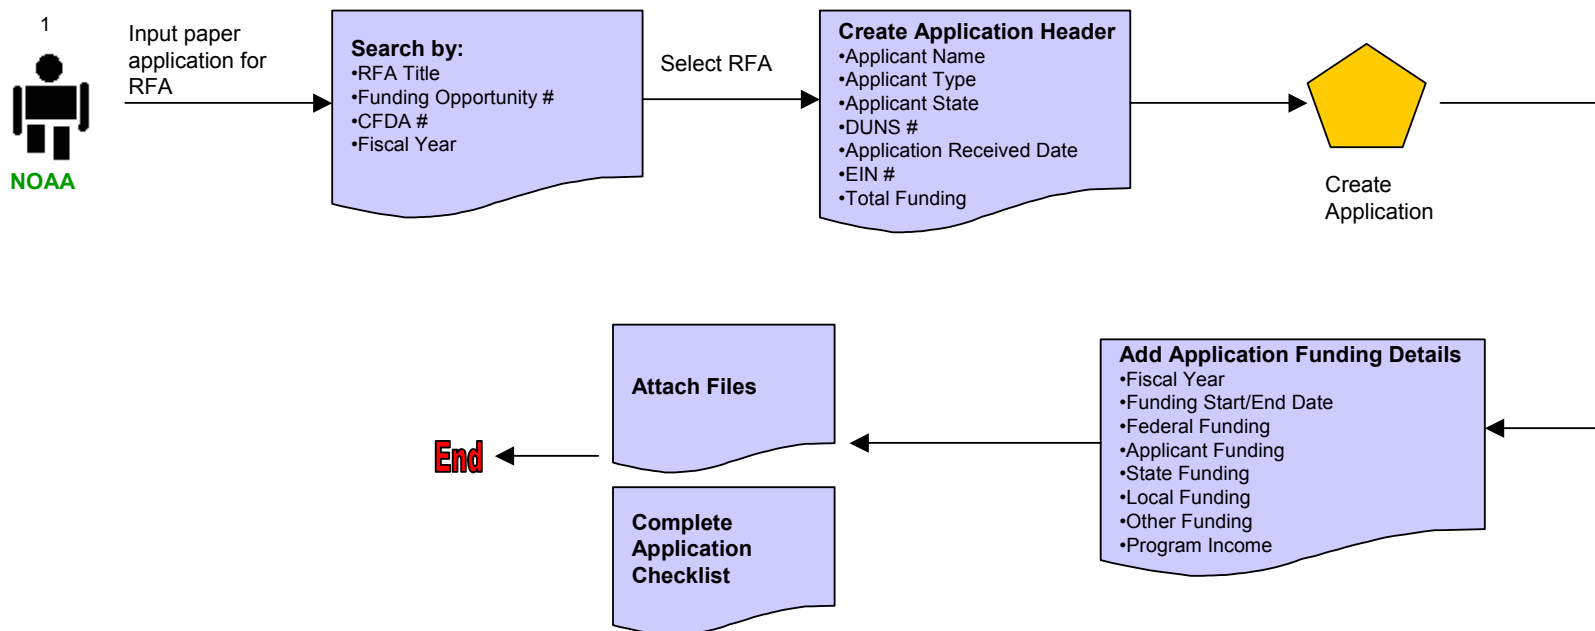 1
NOAA
Input paper
application for
RFA
Search by:
•RFA Title
•Funding Opportunity #
•CFDA #
•Fiscal Year
Select RFA
Create Application Header
•Applicant Name
•Applicant Type
•Applicant State
•DUNS #
•Application Received Date
•EIN #
•Total Funding
Create
Application
Add Application Funding Details
•Fiscal Year
•Funding Start/End Date
•Federal Funding
•Applicant Funding
•State Funding
•Local Funding
•Other Funding
•Program Income
Attach Files
Complete
Application
Checklist
End